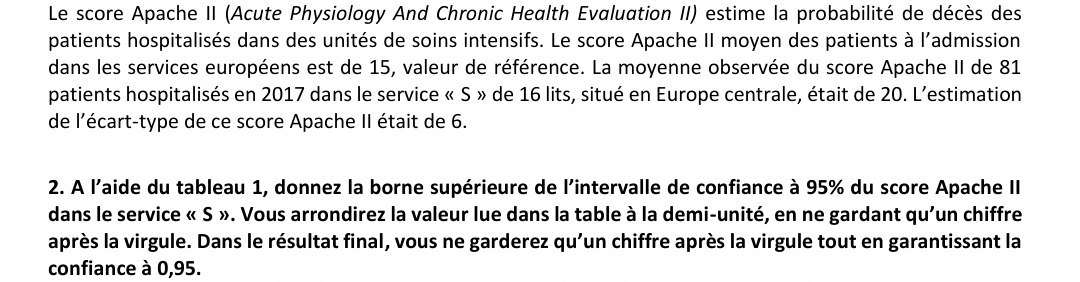 Le score Apache II (Acute Physiology And Chronic Health Evaluation II) estime la probabilité de décès des
patients hospitalisés dans des unités de soins intensifs. Le score Apache II moyen des patients à l’admission
dans les services européens est de 15, valeur de référence. La moyenne observée du score Apache II de 81
patients hospitalisés en 2017 dans le service « S » de 16 lits, situé en Europe centrale, était de 20. L’estimation
de l’écart-type de ce score Apache II était de 6.
2. A l’aide du tableau 1, donnez la borne supérieure de l’intervalle de confiance à 95% du score Apache II
dans le service « S ». Vous arrondirez la valeur lue dans la table à la demi-unité, en ne gardant qu’un chiffre
après la virgule. Dans le résultat final, vous ne garderez qu’un chiffre après la virgule tout en garantissant la
confiance à 0,95.